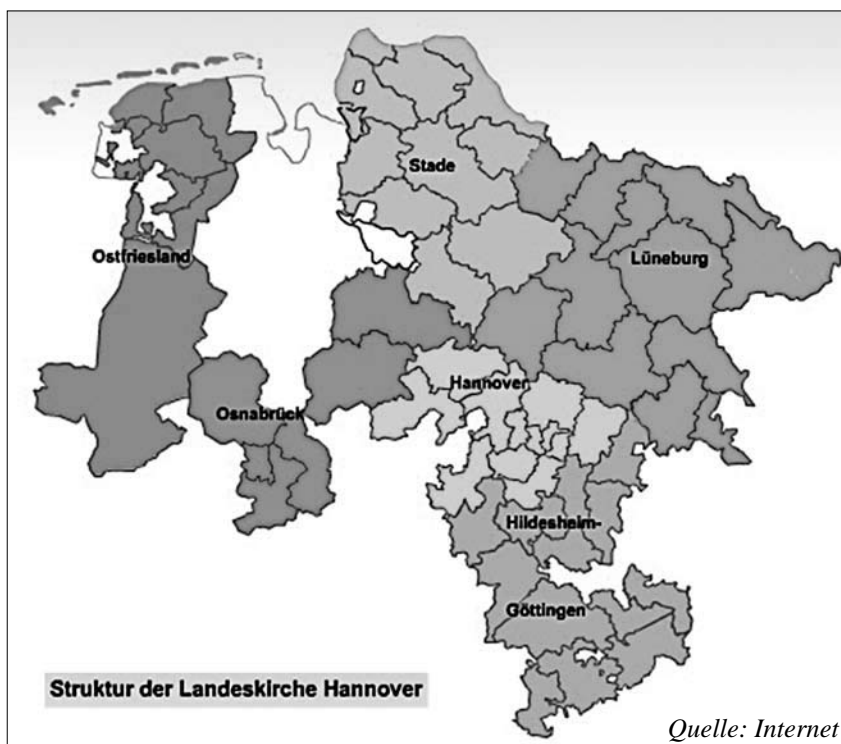 Stade
Ostfriesland
Lüneburg
Hannover
Osnabrück
Hildesheim-
Göttingen
Struktur der Landeskirche Hannover
Quelle: Internet